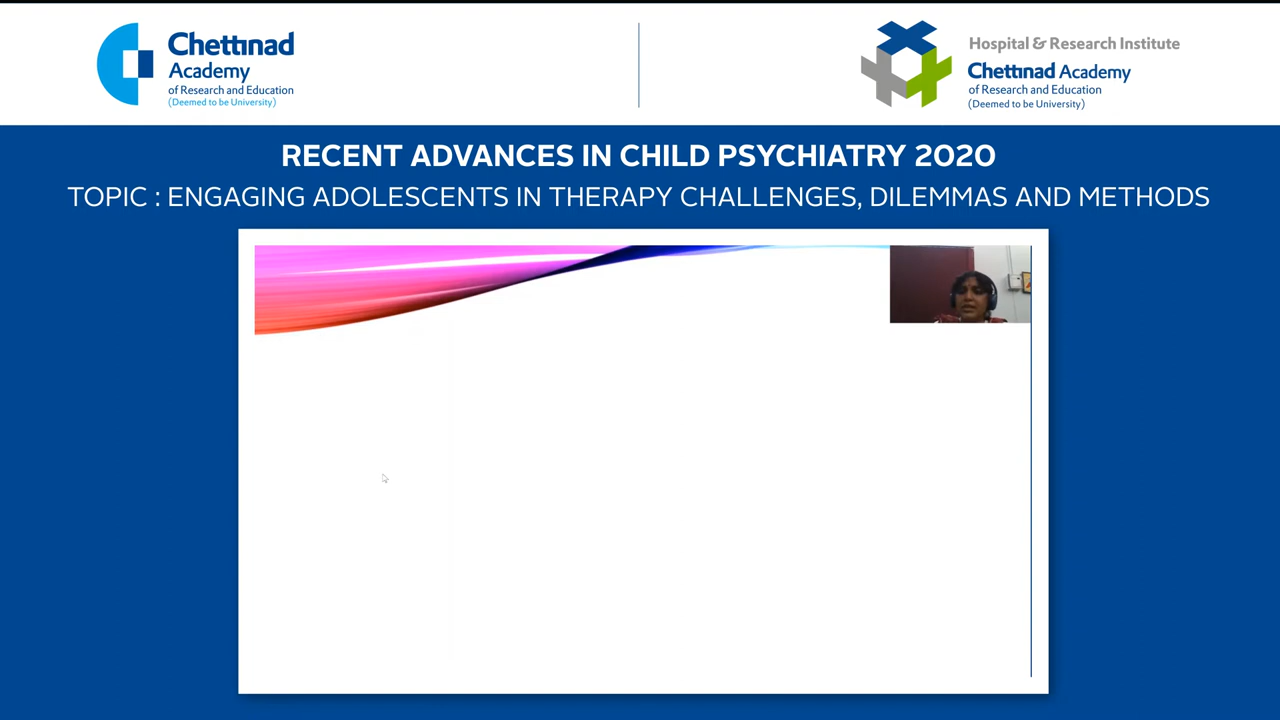 Chettinad
Academy
of Research and Education
(Deemed to be University)
Hospital & Research Institute
Chettinad Academy
of Research and Education
(Deemed to be University)
RECENT ADVANCES IN CHILD PSYCHIATRY 2020
TOPIC : ENGAGING ADOLESCENTS IN THERAPY CHALLENGES, DILEMMAS AND METHODS